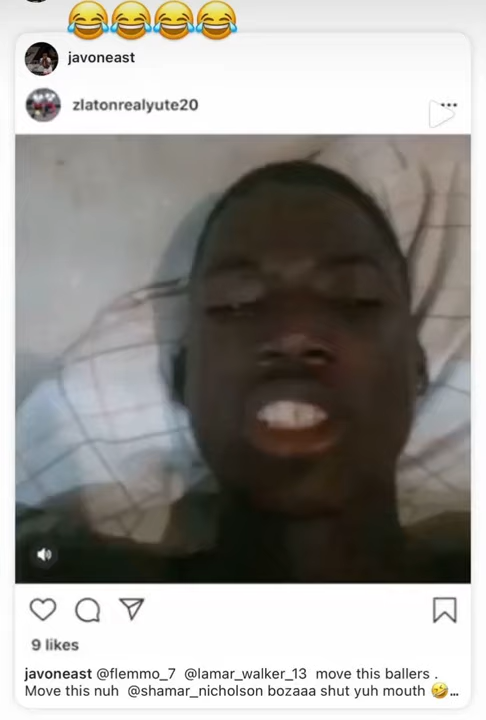 😂😂😂😂
javoneast
zlatonrealyute20
9 likes
javoneast @flemmo_7 @lamar_walker_13 move this ballers .
Move this nuh @shamar_nicholson bozaaa shut yuh mouth 🤣...